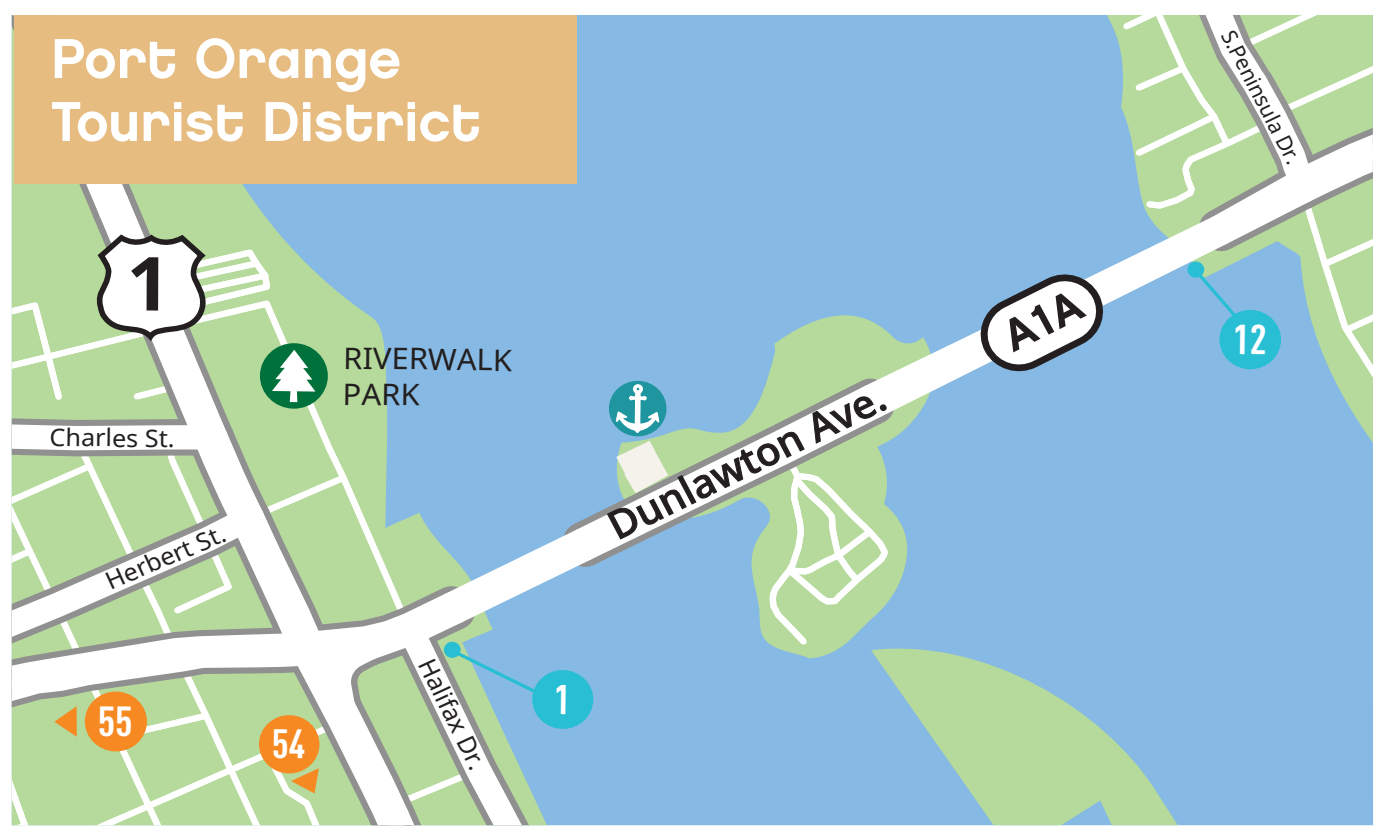 Port Orange
Tourist District
S.Peninsula Dr.
1
A1A
12
RIVERWALK
PARK
Dunlawton Ave.
Charles St.
Herbert St.
Halifax Dr.
1
55
54